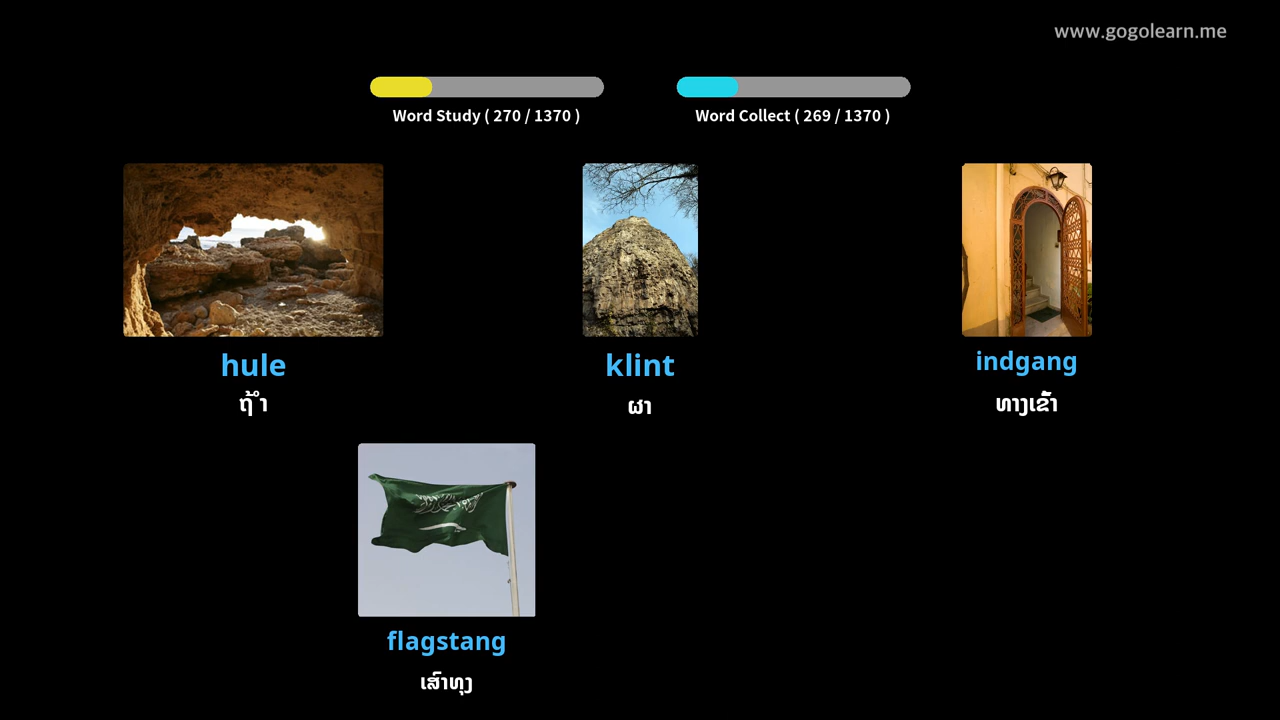 www.gogolearn.me
Word Study ( 270 / 1370 )
Word Collect ( 269 / 1370 )
hule
klint
indgang
ຖ້ຳ
ຜາ
ທາງເຂົ້າ
flagstang
ເສົາທຸງ